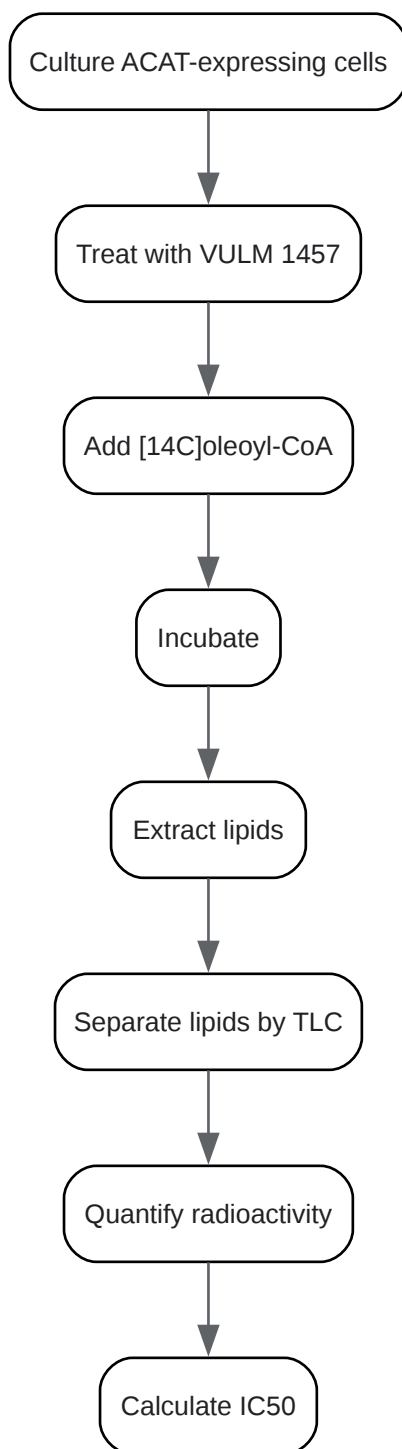 Culture ACAT-expressing cells
Treat with VULM 1457
Add [14C]oleoyl-CoA
Incubate
Extract lipids
Separate lipids by TLC
Quantify radioactivity
Calculate IC50